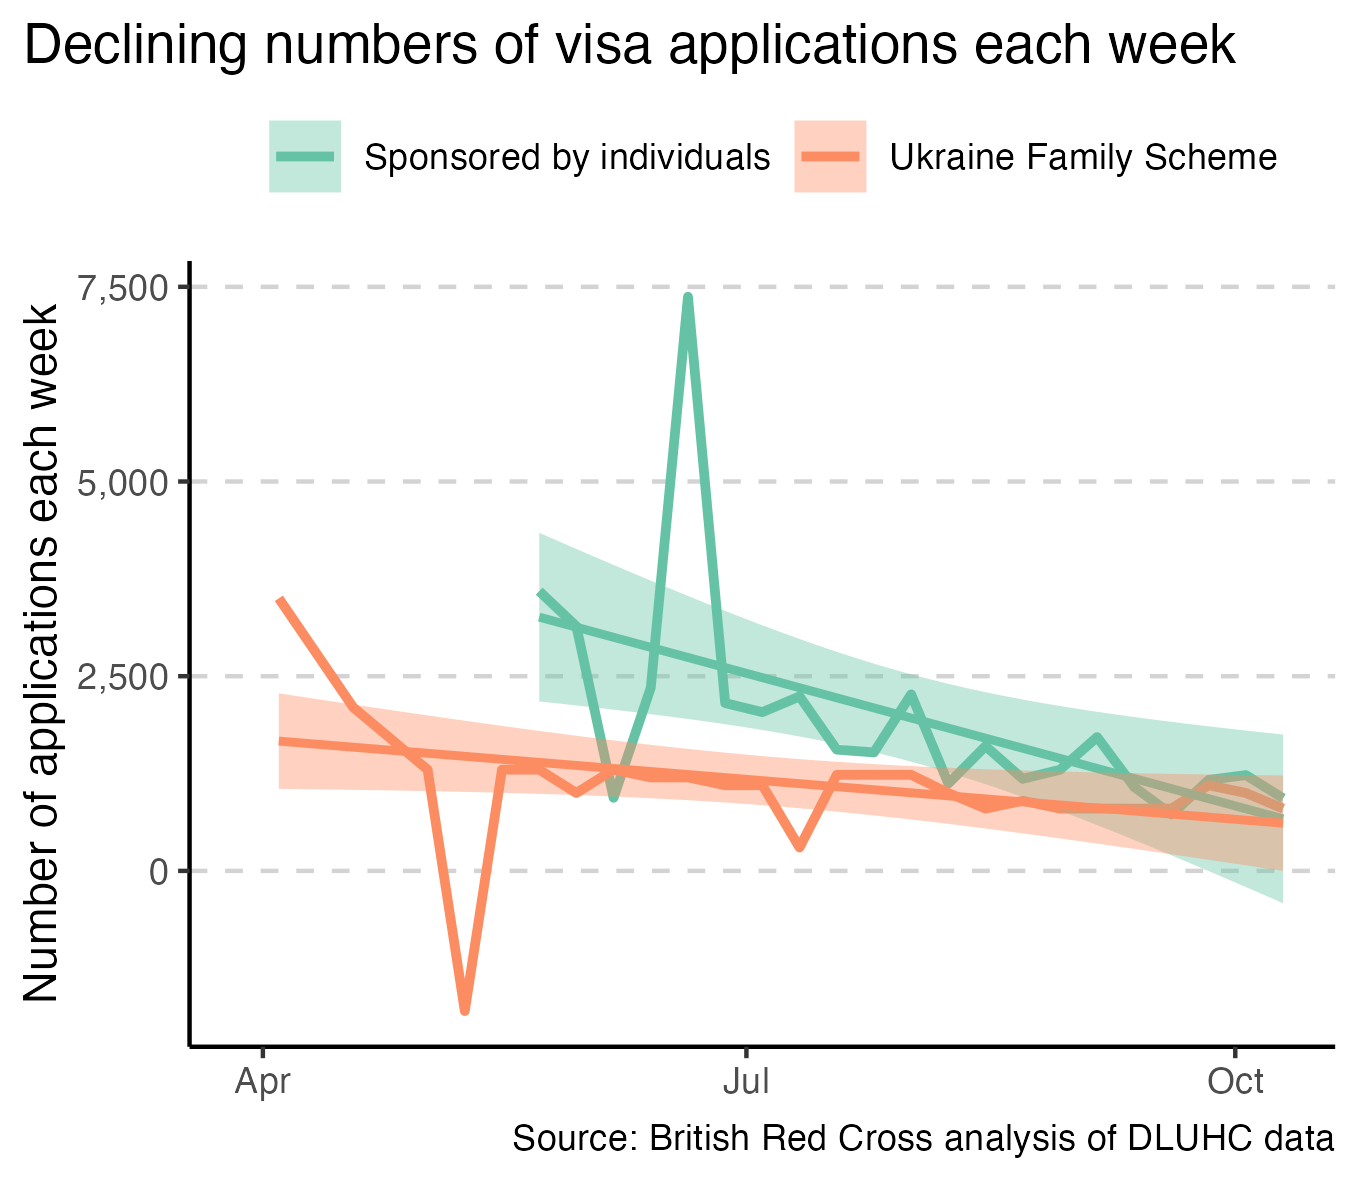 Declining numbers of visa applications each week
Sponsored by individuals
Ukraine Family Scheme
Number of applications each week
7,500
5,000
2,500
0
Apr
Jul
Oct
Source: British Red Cross analysis of DLUHC data